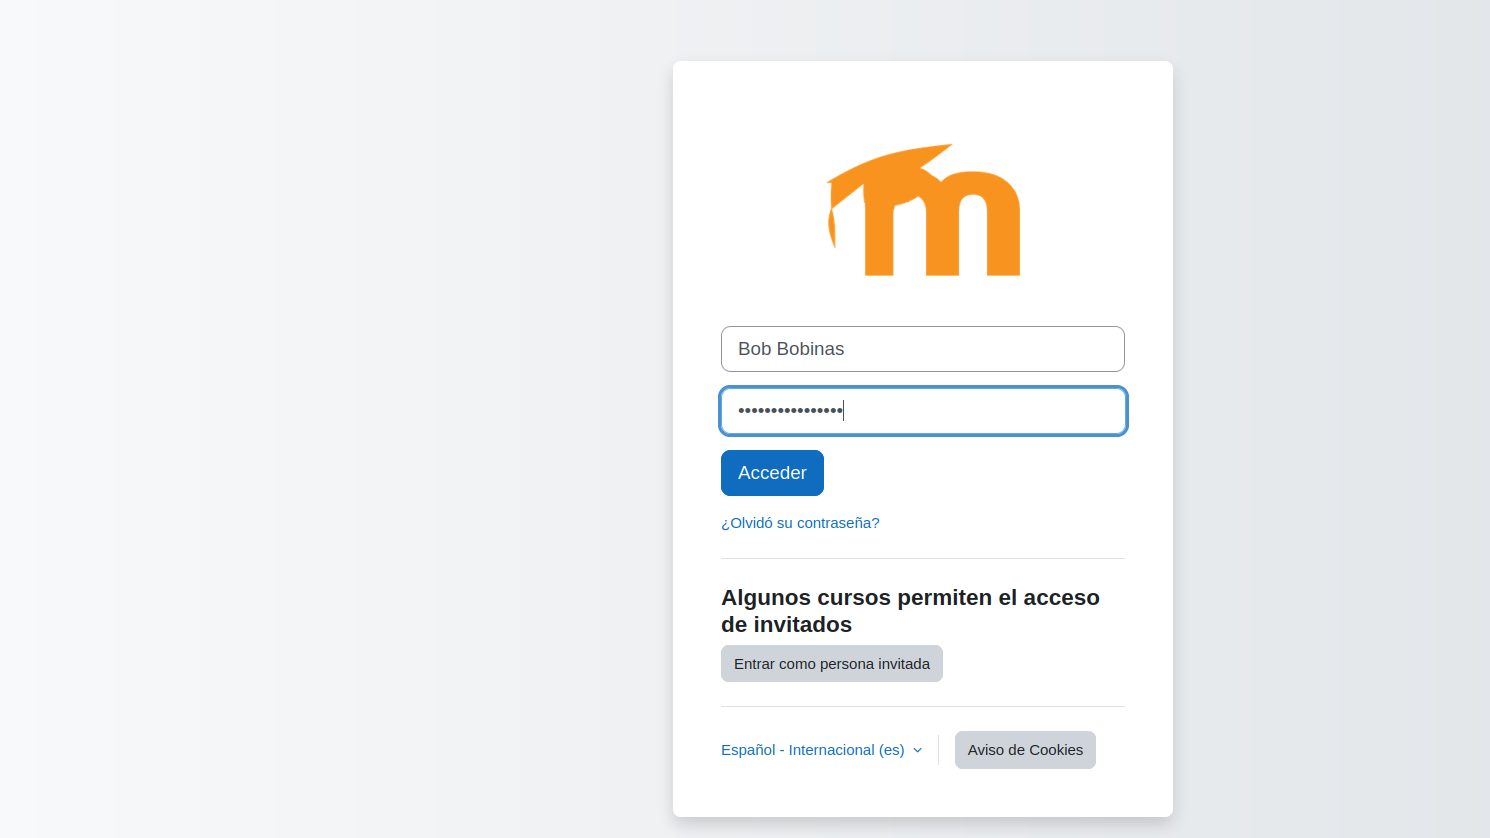 Bob Bobinas
••••••••••••••••
Acceder
¿Olvidó su contraseña?
Algunos cursos permiten el acceso
de invitados
Entrar como persona invitada
Español - Internacional (es)
Aviso de Cookies